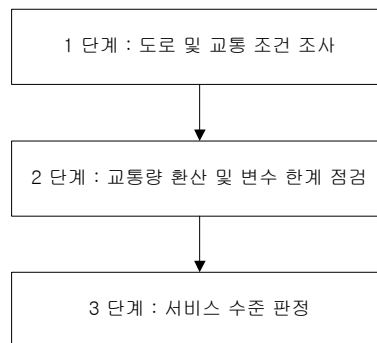 1 단계 : 도로 및 교통 조건 조사
2 단계 : 교통량 환산 및 변수 한계 점검
3 단계 : 서비스 수준 판정